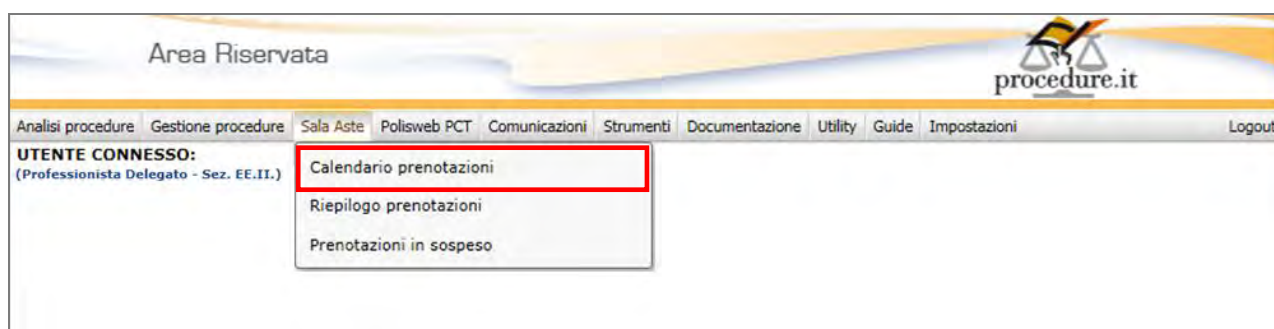 Area Riservata
procedure.it
Analisi procedure Gestione procedure Sala Aste Polisweb PCT Comunicazioni Strumenti Documentazione Utility Guide Impostazioni Logout
UTENTE CONNESSO:
(Professionista Delegato - Sez. EE.II.)
Calendario prenotazioni
Riepilogo prenotazioni
Prenotazioni in sospeso